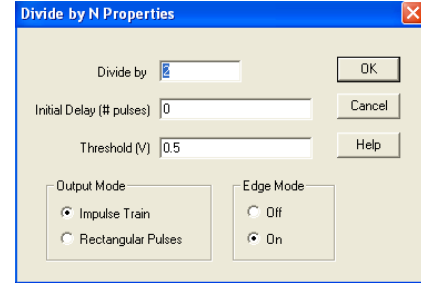 Divide by N Properties
Divide by 2 OK
Initial Delay (# pulses) 0 Cancel
Threshold (V) 0.5 Help
Output Mode Edge Mode
Impulse Train Off
Rectangular Pulses On